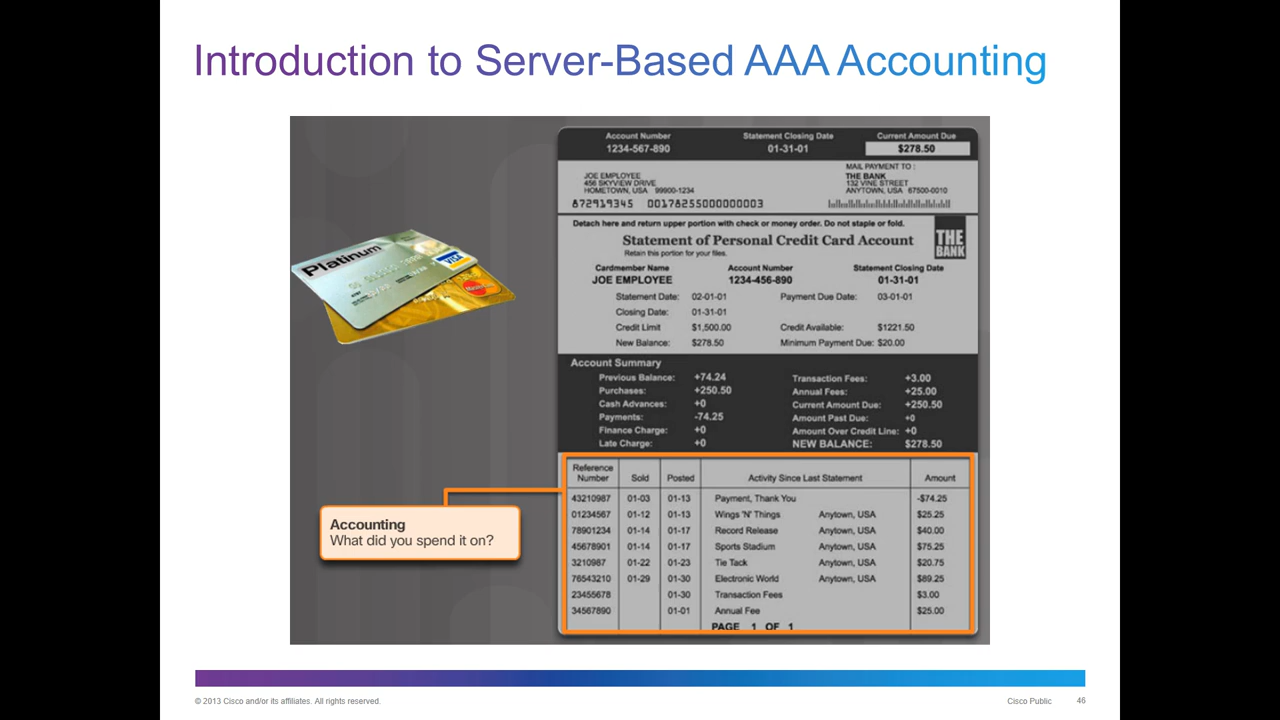 Introduction to Server-Based AAA Accounting
Account Number Statement Closing Date Current Amount Due
1234-567-890 01-31-01 $278.50
MAIL PAYMENT TO :
JOE EMPLOYEE THE BANK
456 SKYVIEW DRIVE 132 VINE STREET
HOMETOWN, USA 99900-1234 ANYTOWN, USA 67500-0010
872919345 00178255000000003
Detach here and return upper portion with check or money order. Do not staple or fold.
Statement of Personal Credit Card Account
Retain this portion for your files.
THE
BANK
Cardmember Name Account Number Statement Closing Date
JOE EMPLOYEE 1234-456-890 01-31-01
Statement Date: 02-01-01 Payment Due Date: 03-01-01
Closing Date: 01-31-01
Credit Limit $1,500.00 Credit Available: $1221.50
New Balance: $278.50 Minimum Payment Due: $20.00
Account Summary
Previous Balance: +74.24 Transaction Fees: +3.00
Purchases: +250.50 Annual Fees: +25.00
Cash Advances: +0 Current Amount Due: +250.50
Payments: -74.25 Amount Past Due: +0
Finance Charge: +0 Amount Over Credit Line: +0
Late Charge: +0 NEW BALANCE: $278.50
Reference
Number Sold Posted Activity Since Last Statement Amount
43210987 01-03 01-13 Payment, Thank You -$74.25
01234567 01-12 01-13 Wings 'N' Things Anytown, USA $25.25
78901234 01-14 01-17 Record Release Anytown, USA $40.00
45678901 01-14 01-17 Sports Stadium Anytown, USA $75.25
3210987 01-22 01-23 Tie Tack Anytown, USA $20.75
76543210 01-29 01-30 Electronic World Anytown, USA $89.25
23455678 01-30 Transaction Fees $3.00
34567890 01-01 Annual Fee $25.00
PAGE 1 OF 1
Platinum
VISA
MasterCard
Accounting
What did you spend it on?
© 2013 Cisco and/or its affiliates. All rights reserved. Cisco Public 46